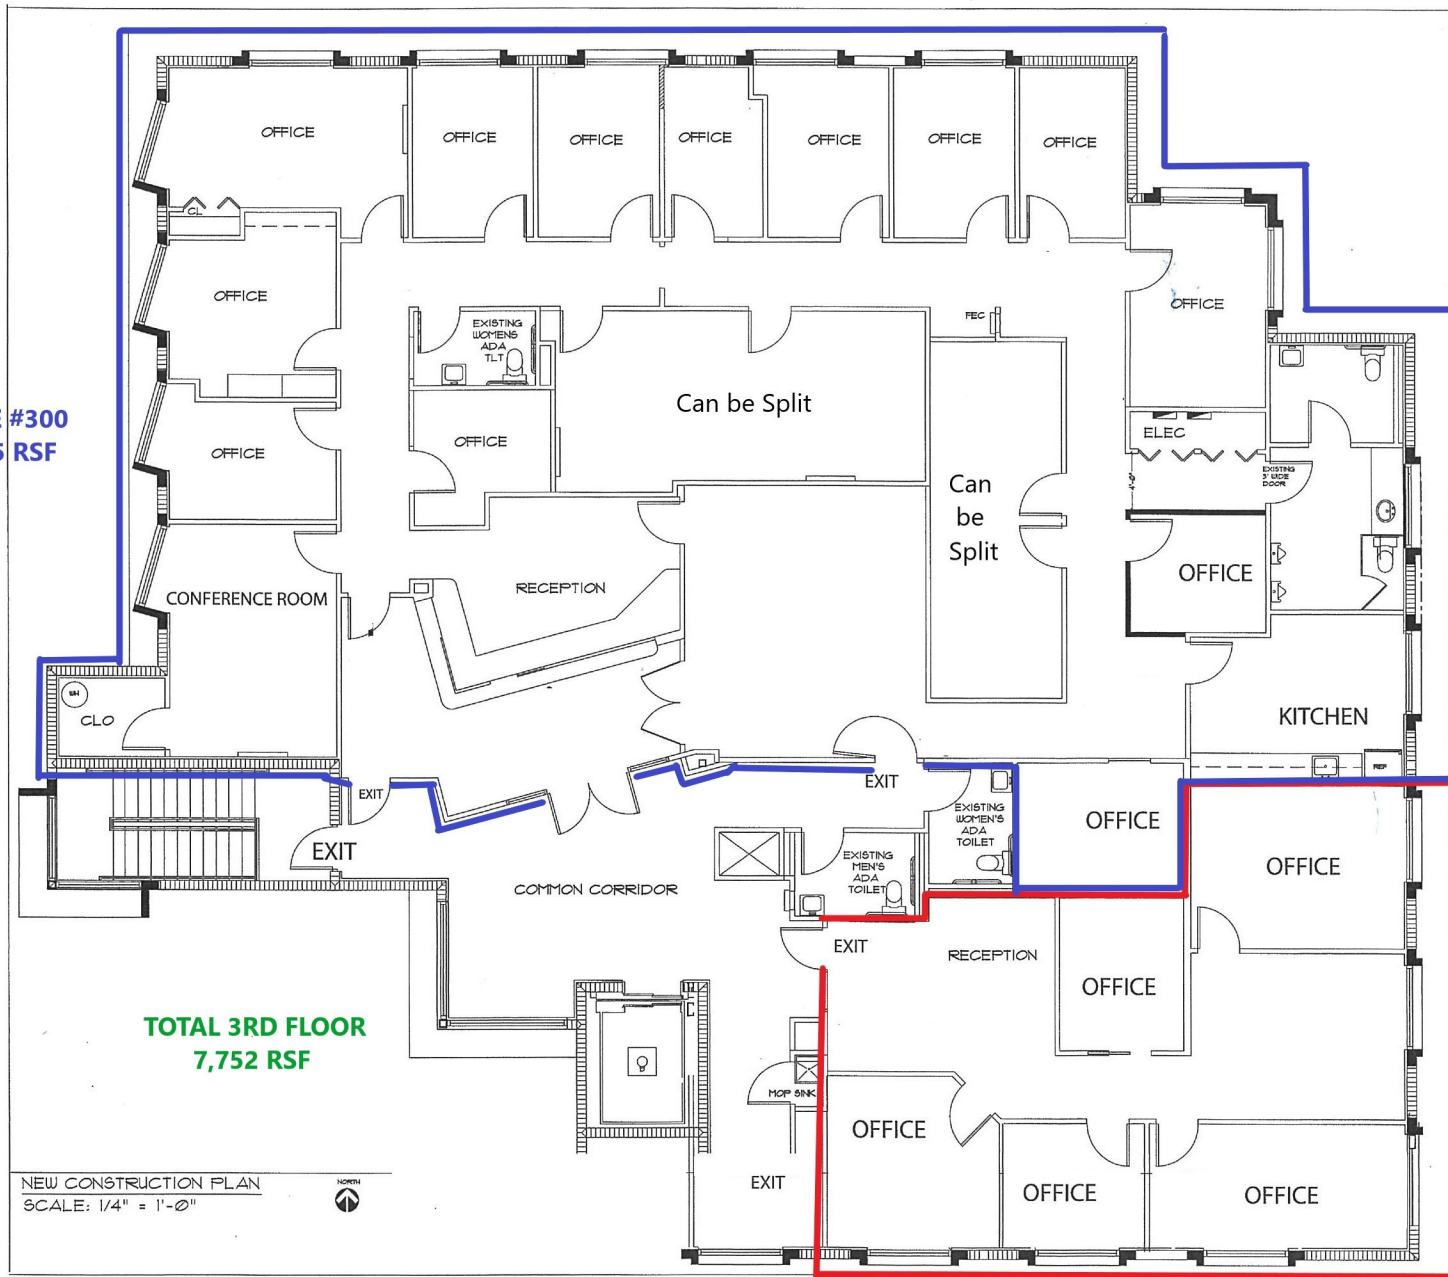 OFFICE
OFFICE
OFFICE
OFFICE
OFFICE
OFFICE
OFFICE
CL
OFFICE
OFFICE
EXISTING
WOMENS
ADA
TLT
FEC
Can be Split
#300
RSF
OFFICE
OFFICE
ELEC
EXISTING
3' WIDE
DOOR
Can
be
Split
OFFICE
RECEPTION
CONFERENCE ROOM
WH
CLO
KITCHEN
REF
EXIT
EXIT
EXIT
EXISTING
WOMEN'S
ADA
TOILET
OFFICE
EXISTING
MEN'S
ADA
TOILET
COMMON CORRIDOR
OFFICE
EXIT
RECEPTION
OFFICE
TOTAL 3RD FLOOR
7,752 RSF
MOP SINK
OFFICE
EXIT
OFFICE
OFFICE
NEW CONSTRUCTION PLAN
SCALE: 1/4" = 1'-0"
NORTH